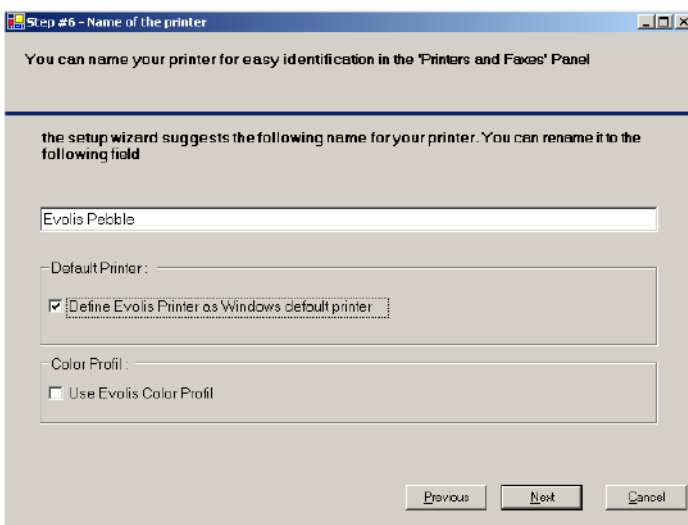 Step #6 - Name of the printer
You can name your printer for easy identification in the 'Printers and Faxes' Panel
the setup wizard suggests the following name for your printer. You can rename it to the
following field
Evolis Pebble
Default Printer :
Define Evolis Printer as Windows default printer
Color Profil :
Use Evolis Color Profil
Previous
Next
Cancel